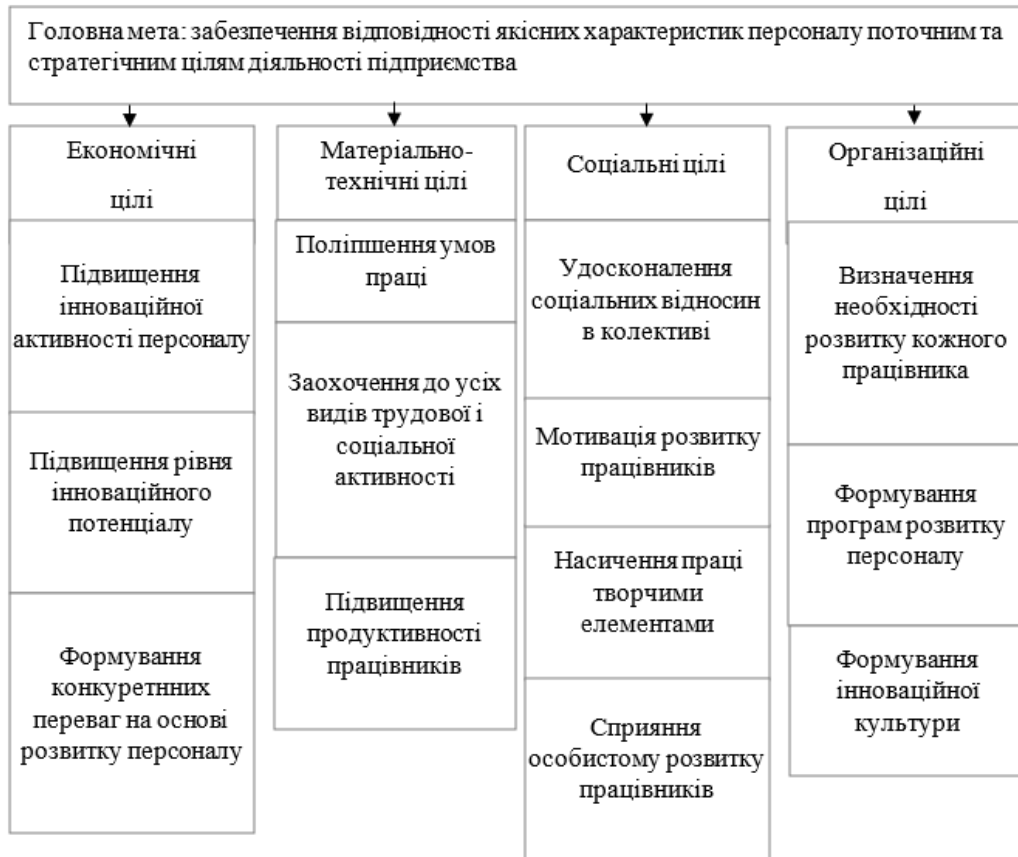 Головна мета: забезпечення відповідності якісних характеристик персоналу поточним та
стратегічним цілям діяльності підприємства
Економічні
цілі
Підвищення
інноваційної
активності персоналу
Підвищення рівня
інноваційного
потенціалу
Формування
конкуретнних
переваг на основі
розвитку персоналу
Матеріально-
технічні цілі
Поліпшення умов
праці
Заохочення до усіх
видів трудової і
соціальної
активності
Підвищення
продуктивності
працівників
Соціальні цілі
Удосконалення
соціальних відносин
в колективі
Мотивація розвитку
працівників
Насичення праці
творчими
елементами
Сприяння
особистому розвитку
працівників
Організаційні
цілі
Визначення
необхідності
розвитку кожного
працівника
Формування
програм розвитку
персоналу
Формування
інноваційної
культури